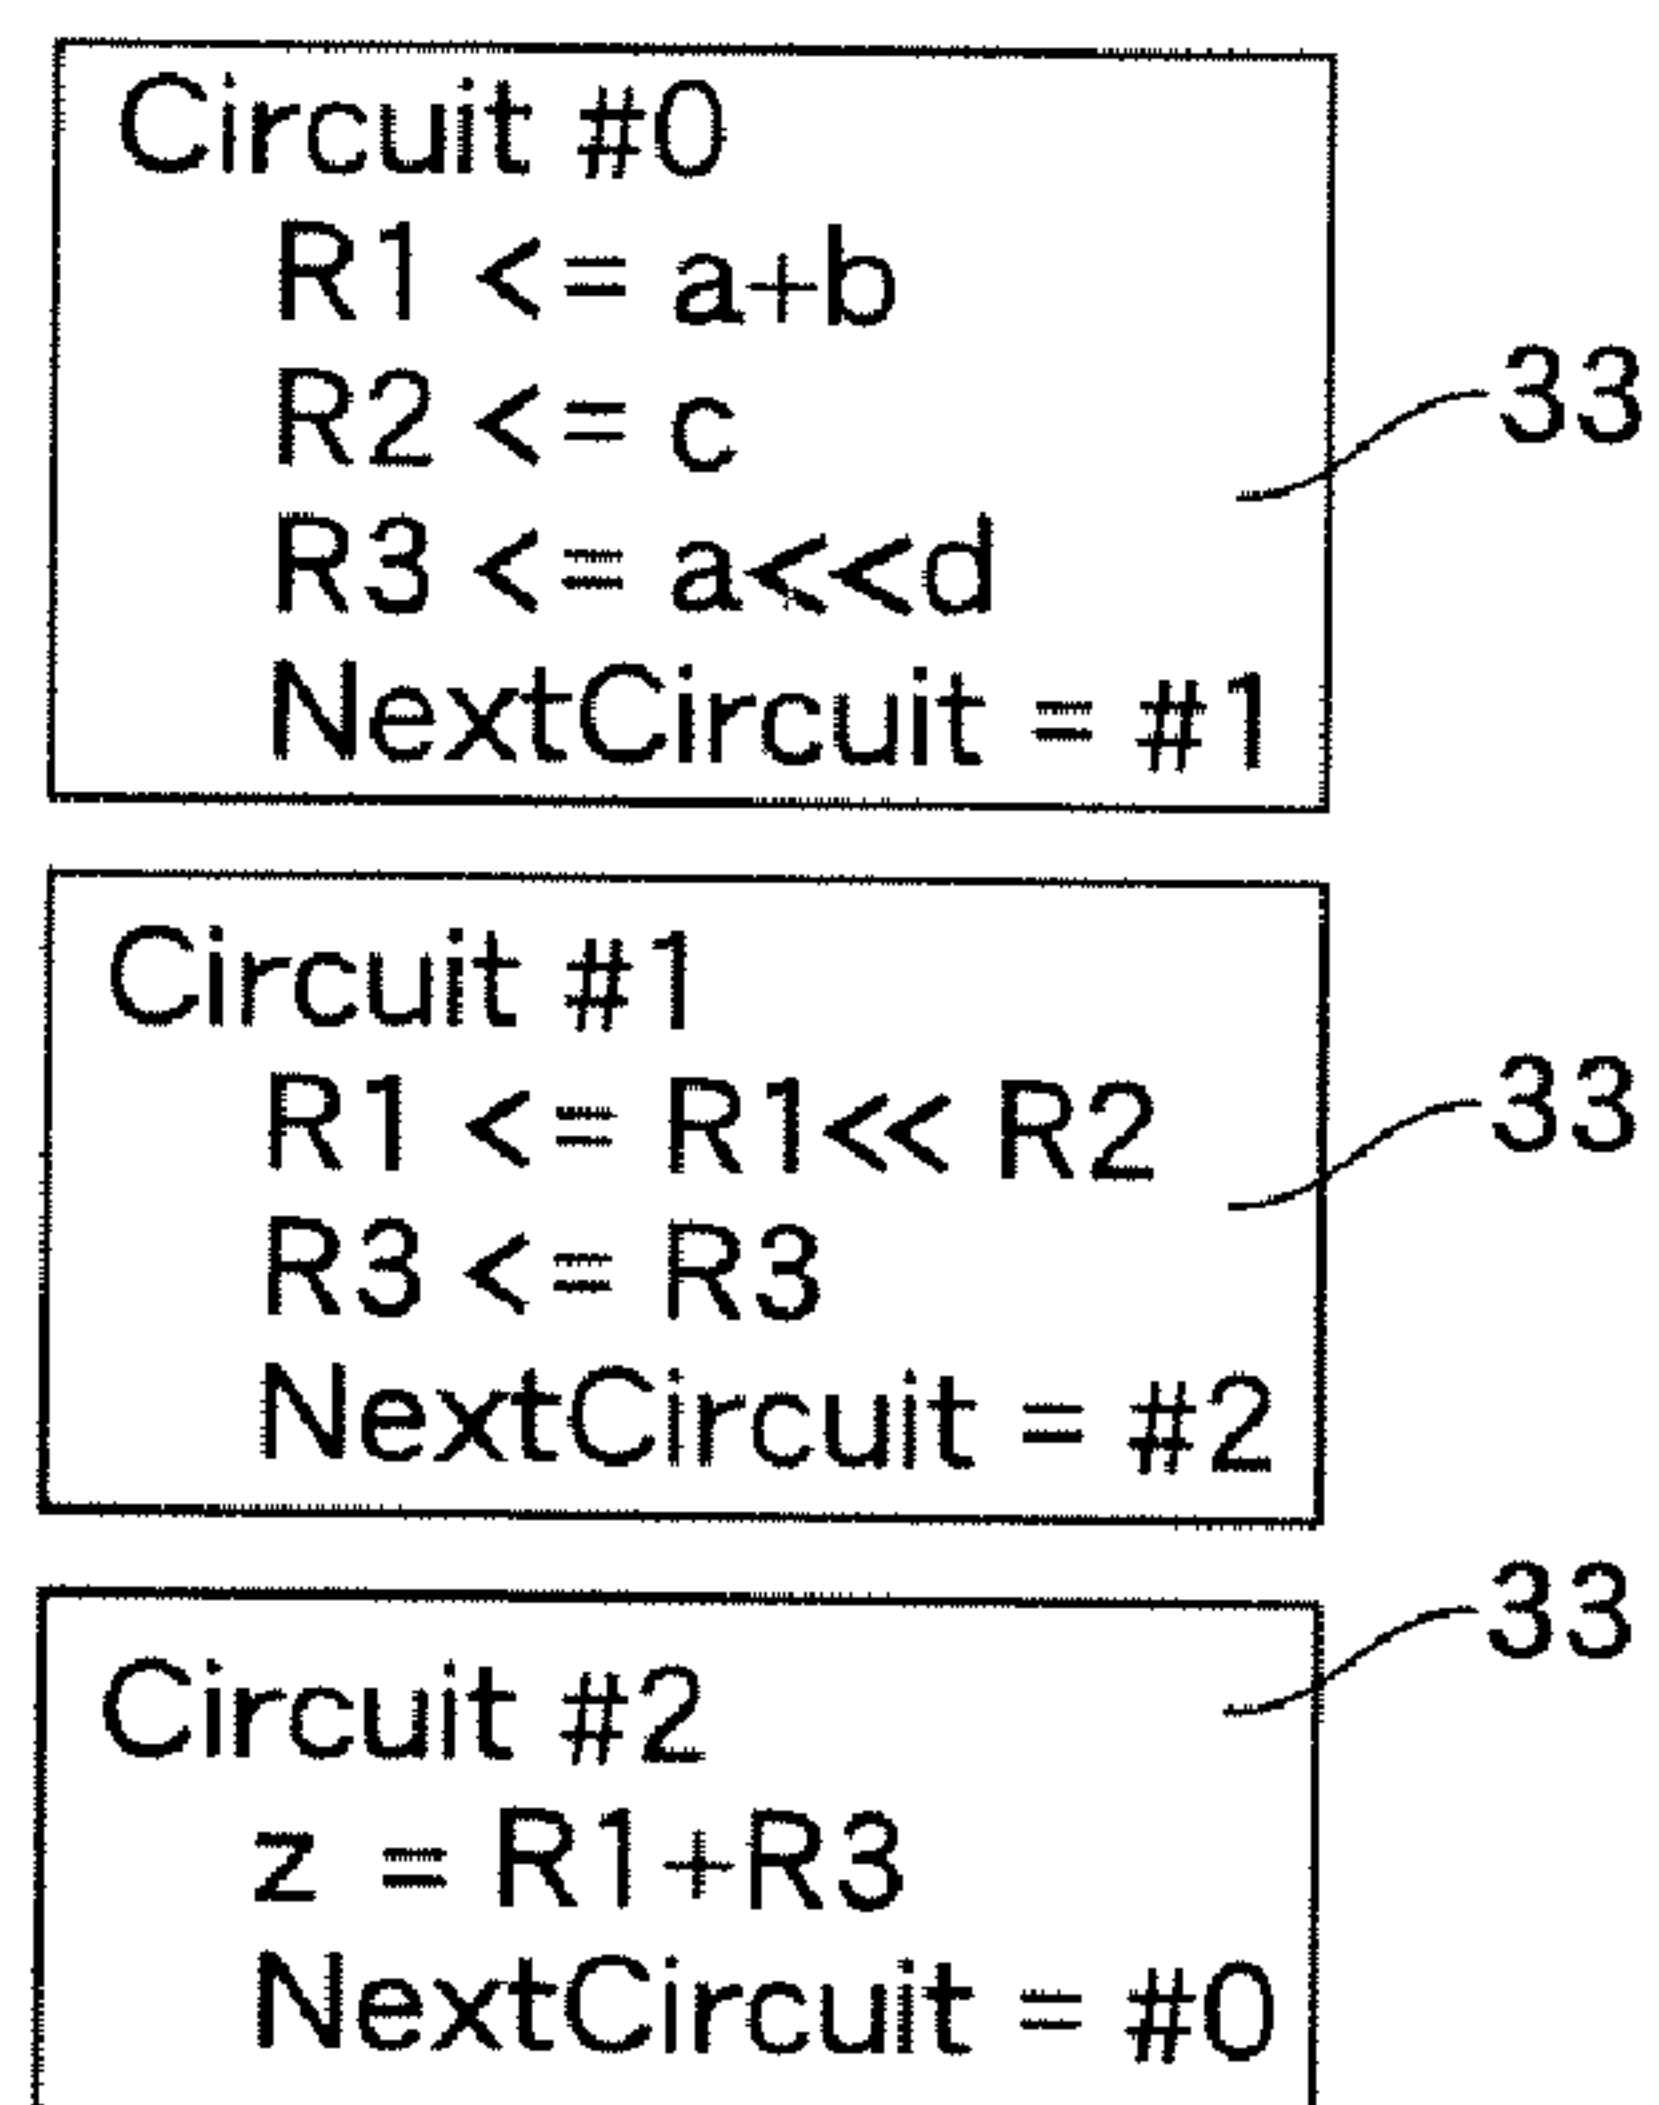 Circuit #0
R1 <= a+b
R2 <= c
R3 <= a<<d
NextCircuit = #1
33
Circuit #1
R1 <= R1<< R2
R3 <= R3
NextCircuit = #2
33
Circuit #2
z = R1+R3
NextCircuit = #0
33